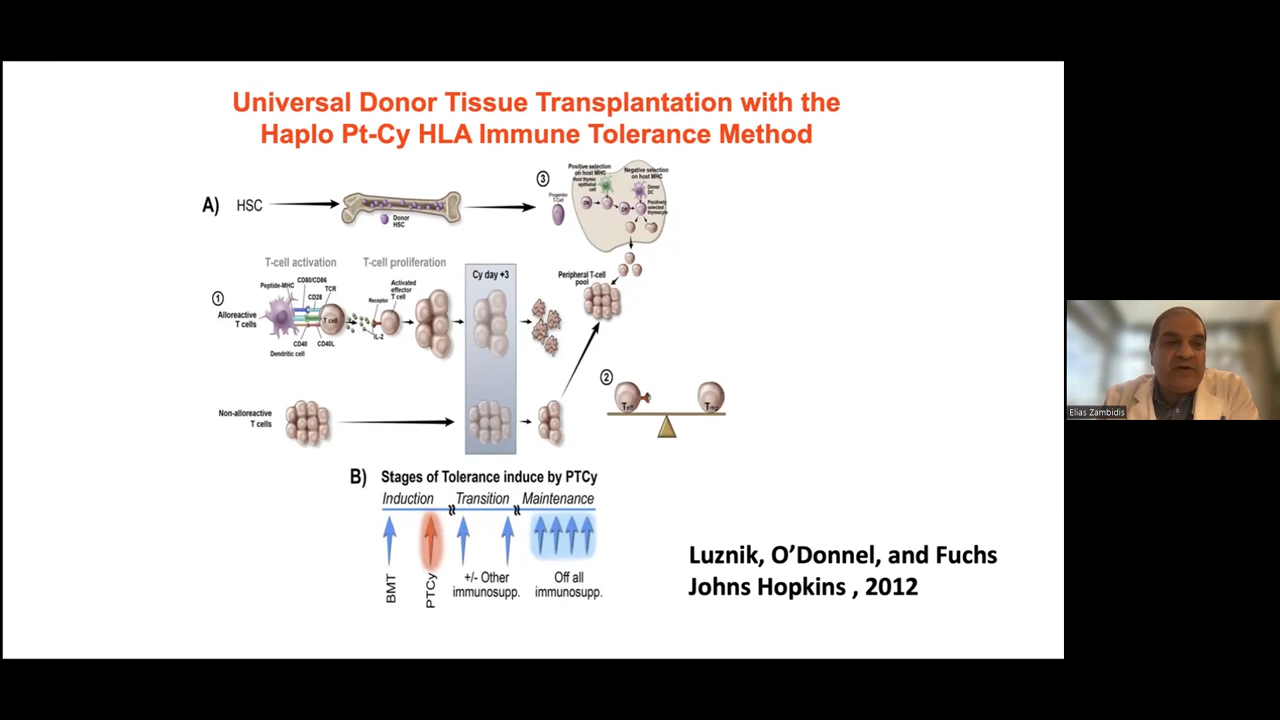 Universal Donor Tissue Transplantation with the
Haplo Pt-Cy HLA Immune Tolerance Method
A)
HSC
Donor
HSC
3
Progenitor
T-Cell
Positive selection
on host MHC
Host thymic
epithelial
cell
Negative selection
on host MHC
Donor
DC
Positively
selected
thymocyte
T-cell activation
T-cell proliferation
Cy day +3
Peripheral T-cell
pool
1
Alloreactive
T cells
Peptide-MHC
CD80/CD86
TCR
CD28
T cell
CD40
CD40L
Dendritic cell
Receptor
IL-2
Activated
effector
T cell
2
Non-alloreactive
T cells
B)
Stages of Tolerance induce by PTCy
Induction
Transition
Maintenance
BMT
PTCy
+/- Other
immunosupp.
Off all
immunosupp.
Luznik, O’Donnel, and Fuchs
Johns Hopkins , 2012
Elias Zambidis